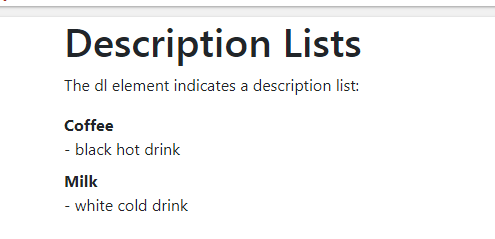 Description Lists
The dl element indicates a description list:
Coffee
- black hot drink
Milk
- white cold drink